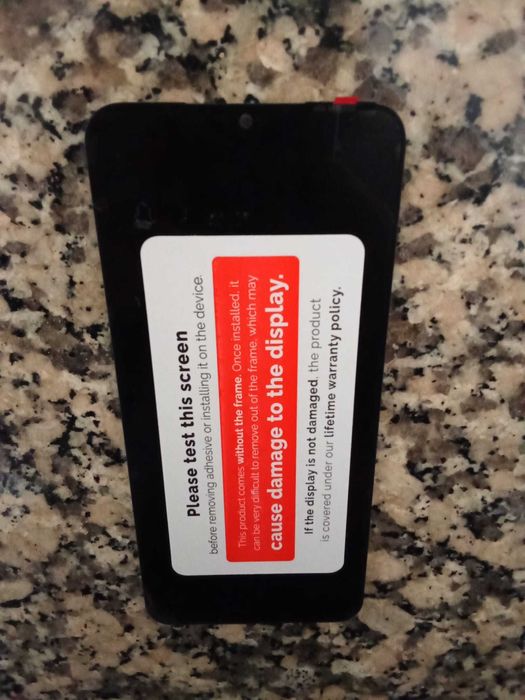 Please test this screen
before removing adhesive or installing it on the device.
This product comes without the frame. Once installed, it
can be very difficult to remove out of the frame, which may
cause damage to the display.
If the display is not damaged, the product
is covered under our lifetime warranty policy.